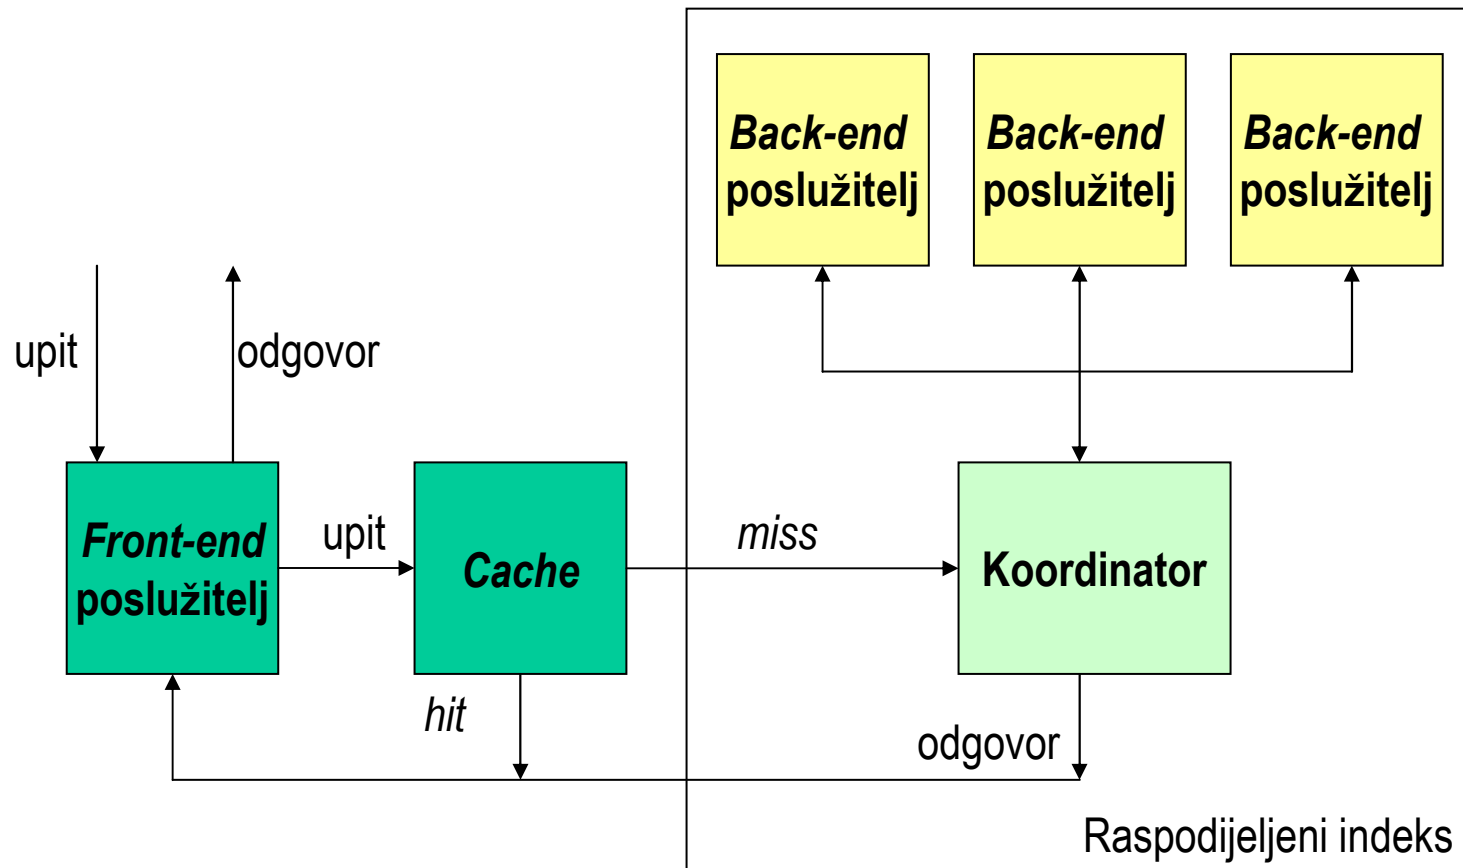 Back-end
poslužitelj
Back-end
poslužitelj
Back-end
poslužitelj
upit
odgovor
Front-end
poslužitelj
upit
Cache
miss
Koordinator
hit
odgovor
Raspodijeljeni indeks